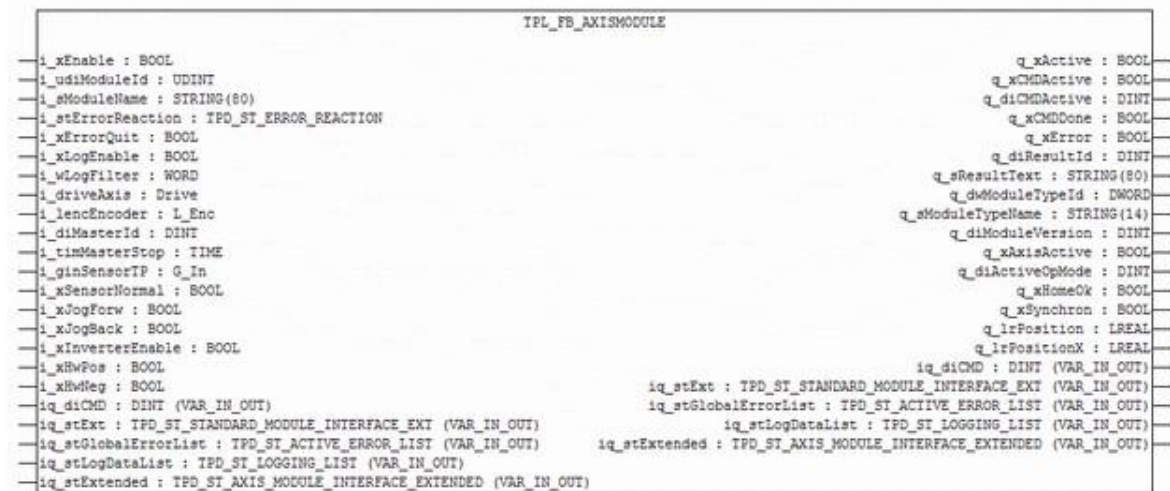 TPL_FB_AXISMODULE
i_xEnable : BOOL
i_udiModuleId : UDINT
i_sModuleName : STRING(80)
i_stErrorReaction : TPD_ST_ERROR_REACTION
i_xErrorQuit : BOOL
i_xLogEnable : BOOL
i_wLogFilter : WORD
i_driveAxis : Drive
i_lencEncoder : L_Enc
i_diMasterId : DINT
i_timMasterStop : TIME
i_ginSensorTP : G_In
i_xSensorNormal : BOOL
i_xJogForw : BOOL
i_xJogBack : BOOL
i_xInverterEnable : BOOL
i_xHwPos : BOOL
i_xHwNeg : BOOL
iq_diCMD : DINT (VAR_IN_OUT)
iq_stExt : TPD_ST_STANDARD_MODULE_INTERFACE_EXT (VAR_IN_OUT)
iq_stGlobalErrorList : TPD_ST_ACTIVE_ERROR_LIST (VAR_IN_OUT)
iq_stLogDataList : TPD_ST_LOGGING_LIST (VAR_IN_OUT)
iq_stExtended : TPD_ST_AXIS_MODULE_INTERFACE_EXTENDED (VAR_IN_OUT)
q_xActive : BOOL
q_xCMDActive : BOOL
q_diCMDActive : DINT
q_xCMDDone : BOOL
q_xError : BOOL
q_diResultId : DINT
q_sResultText : STRING(80)
q_dwModuleTypeId : DWORD
q_sModuleTypeName : STRING(14)
q_diModuleVersion : DINT
q_xAxisActive : BOOL
q_diActiveOpMode : DINT
q_xHomeOk : BOOL
q_xSynchron : BOOL
q_lrPosition : LREAL
q_lrPositionX : LREAL
iq_diCMD : DINT (VAR_IN_OUT)
iq_stExt : TPD_ST_STANDARD_MODULE_INTERFACE_EXT (VAR_IN_OUT)
iq_stGlobalErrorList : TPD_ST_ACTIVE_ERROR_LIST (VAR_IN_OUT)
iq_stLogDataList : TPD_ST_LOGGING_LIST (VAR_IN_OUT)
iq_stExtended : TPD_ST_AXIS_MODULE_INTERFACE_EXTENDED (VAR_IN_OUT)